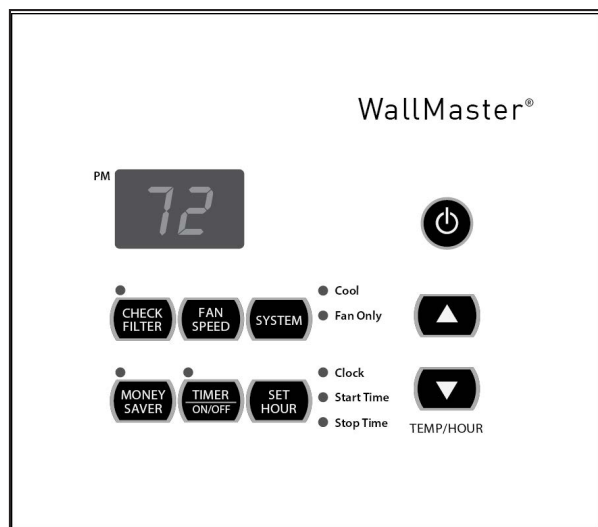 WallMaster®
PM
72
Cool
CHECK
FILTER
FAN
SPEED
SYSTEM
Fan Only
Clock
MONEY
SAVER
TIMER
ON/OFF
SET
HOUR
Start Time
Stop Time
TEMP/HOUR